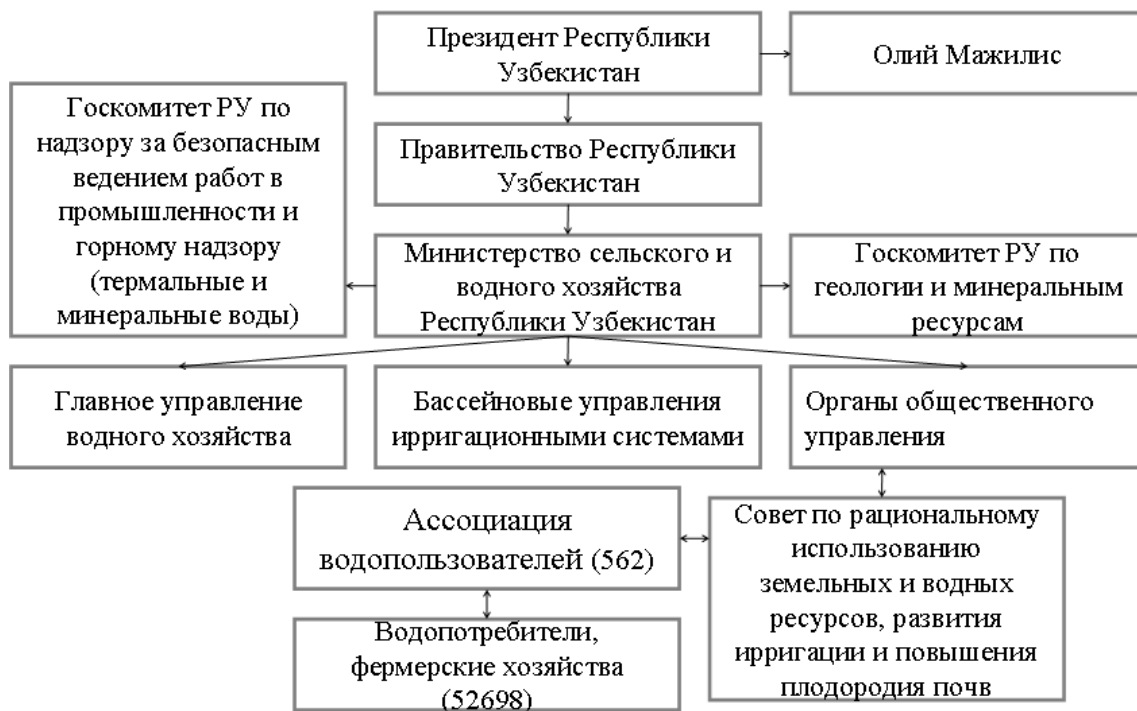 Президент Республики
Узбекистан
Олий Мажилис
Госкомитет РУ по
надзору за безопасным
ведением работ в
промышленности и
горному надзору
(термальные и
минеральные воды)
Правительство Республики
Узбекистан
Министерство сельского и
водного хозяйства
Республики Узбекистан
Госкомитет РУ по
геологии и минеральным
ресурсам
Главное управление
водного хозяйства
Бассейновые управления
ирригационными системами
Органы общественного
управления
Ассоциация
водопользователей (562)
Совет по рациональному
использованию
земельных и водных
ресурсов, развития
ирригации и повышения
плодородия почв
Водопотребители,
фермерские хозяйства
(52698)